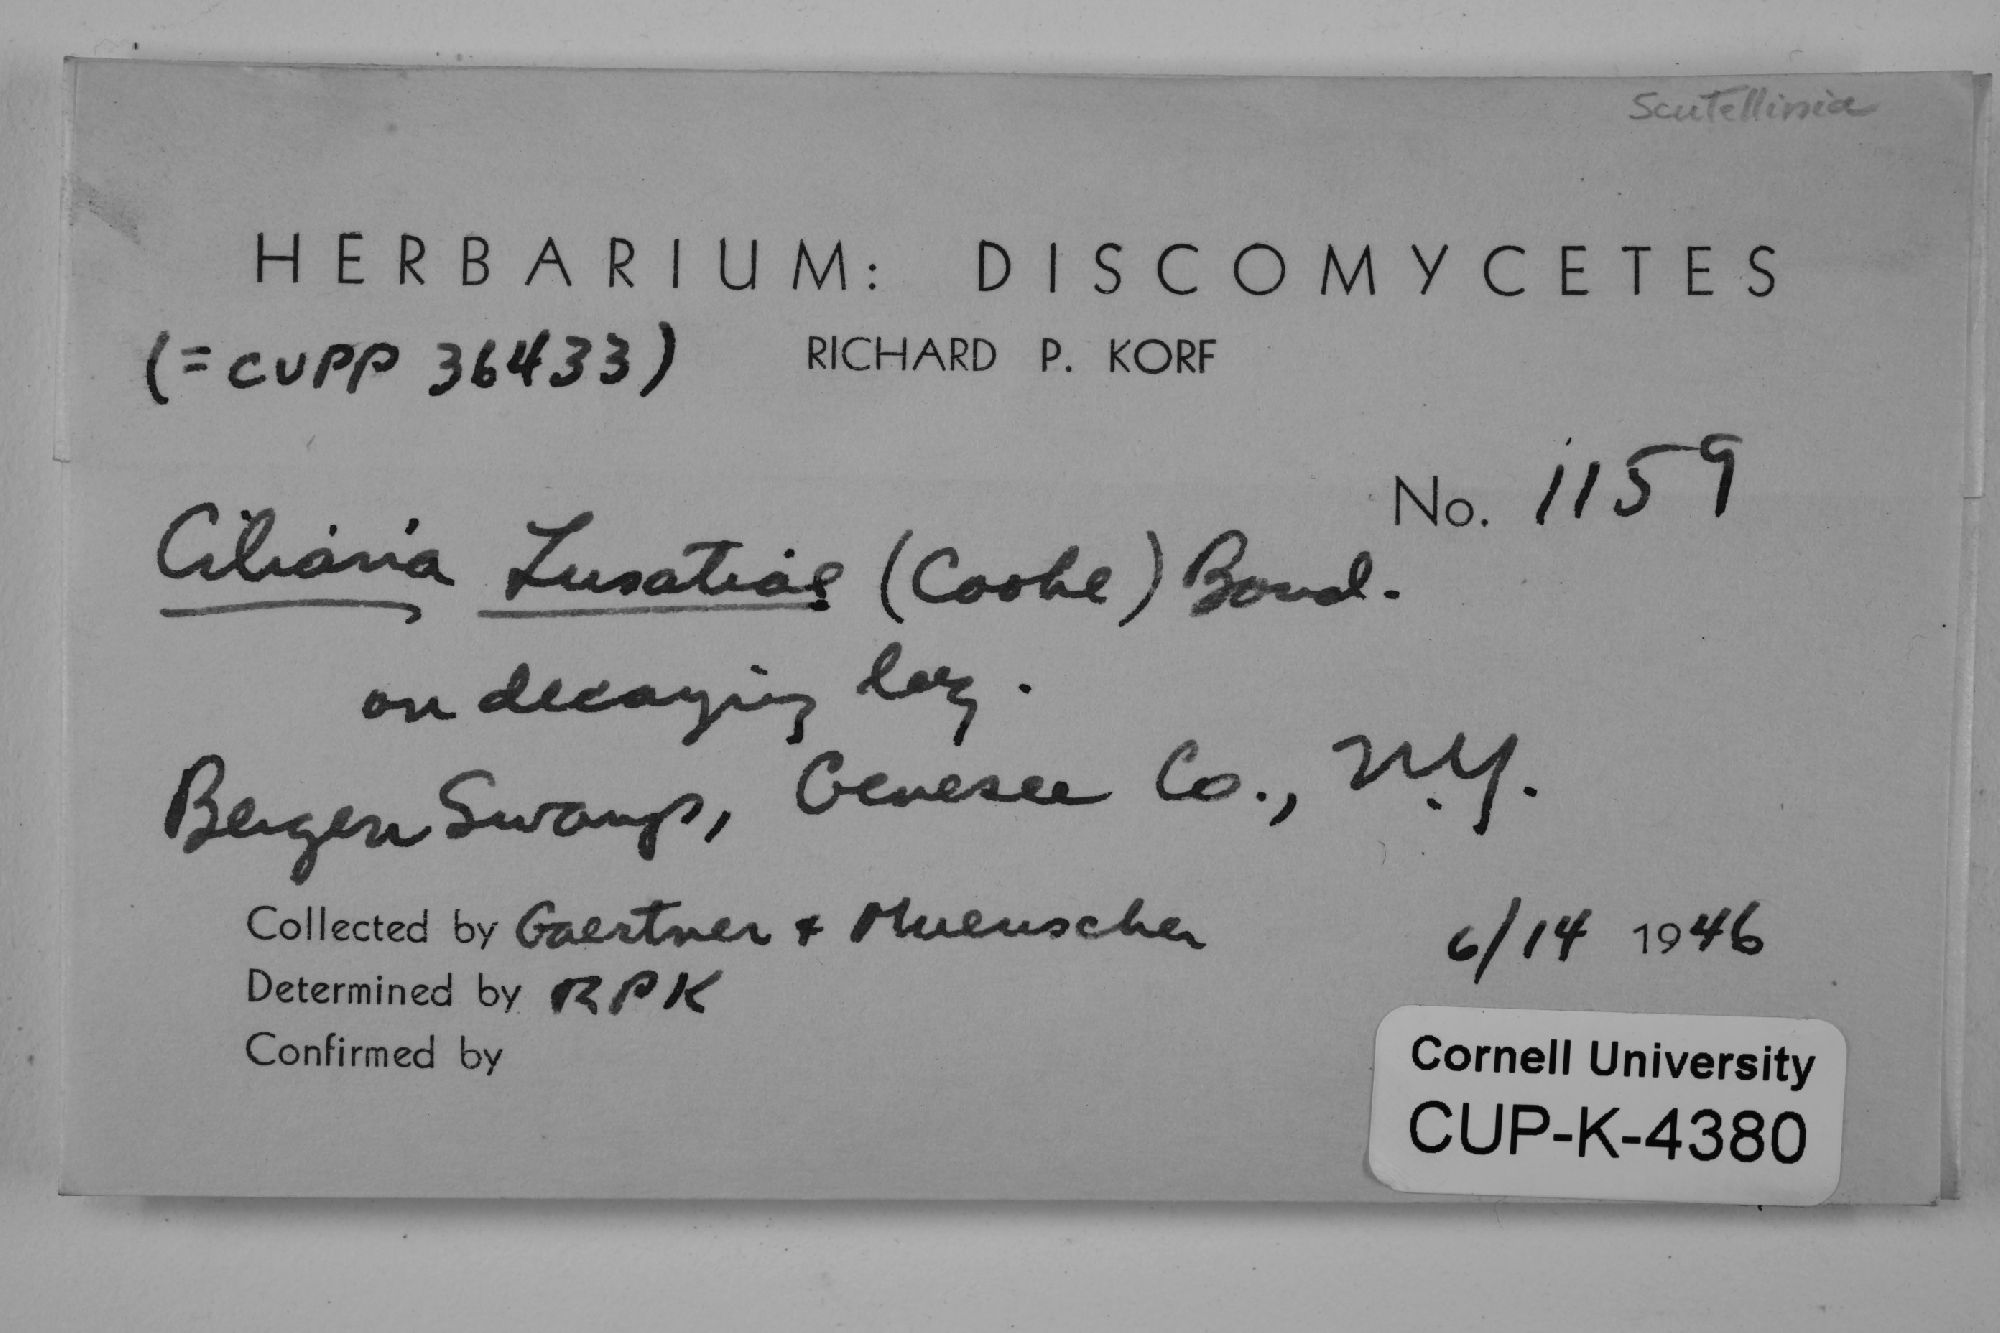 Scutellinia
HERBARIUM: DISCOMYCETES
(=CUPP 36433) RICHARD P. KORF
No. 1159
Ciliaria Lusatiae (Cooke) Boud.
on decaying log.
Bergen Swamp, Genesee Co., N.Y.
Collected by Gaertner + Muenscher 6/14 1946
Determined by RPK
Confirmed by
Cornell University
CUP-K-4380